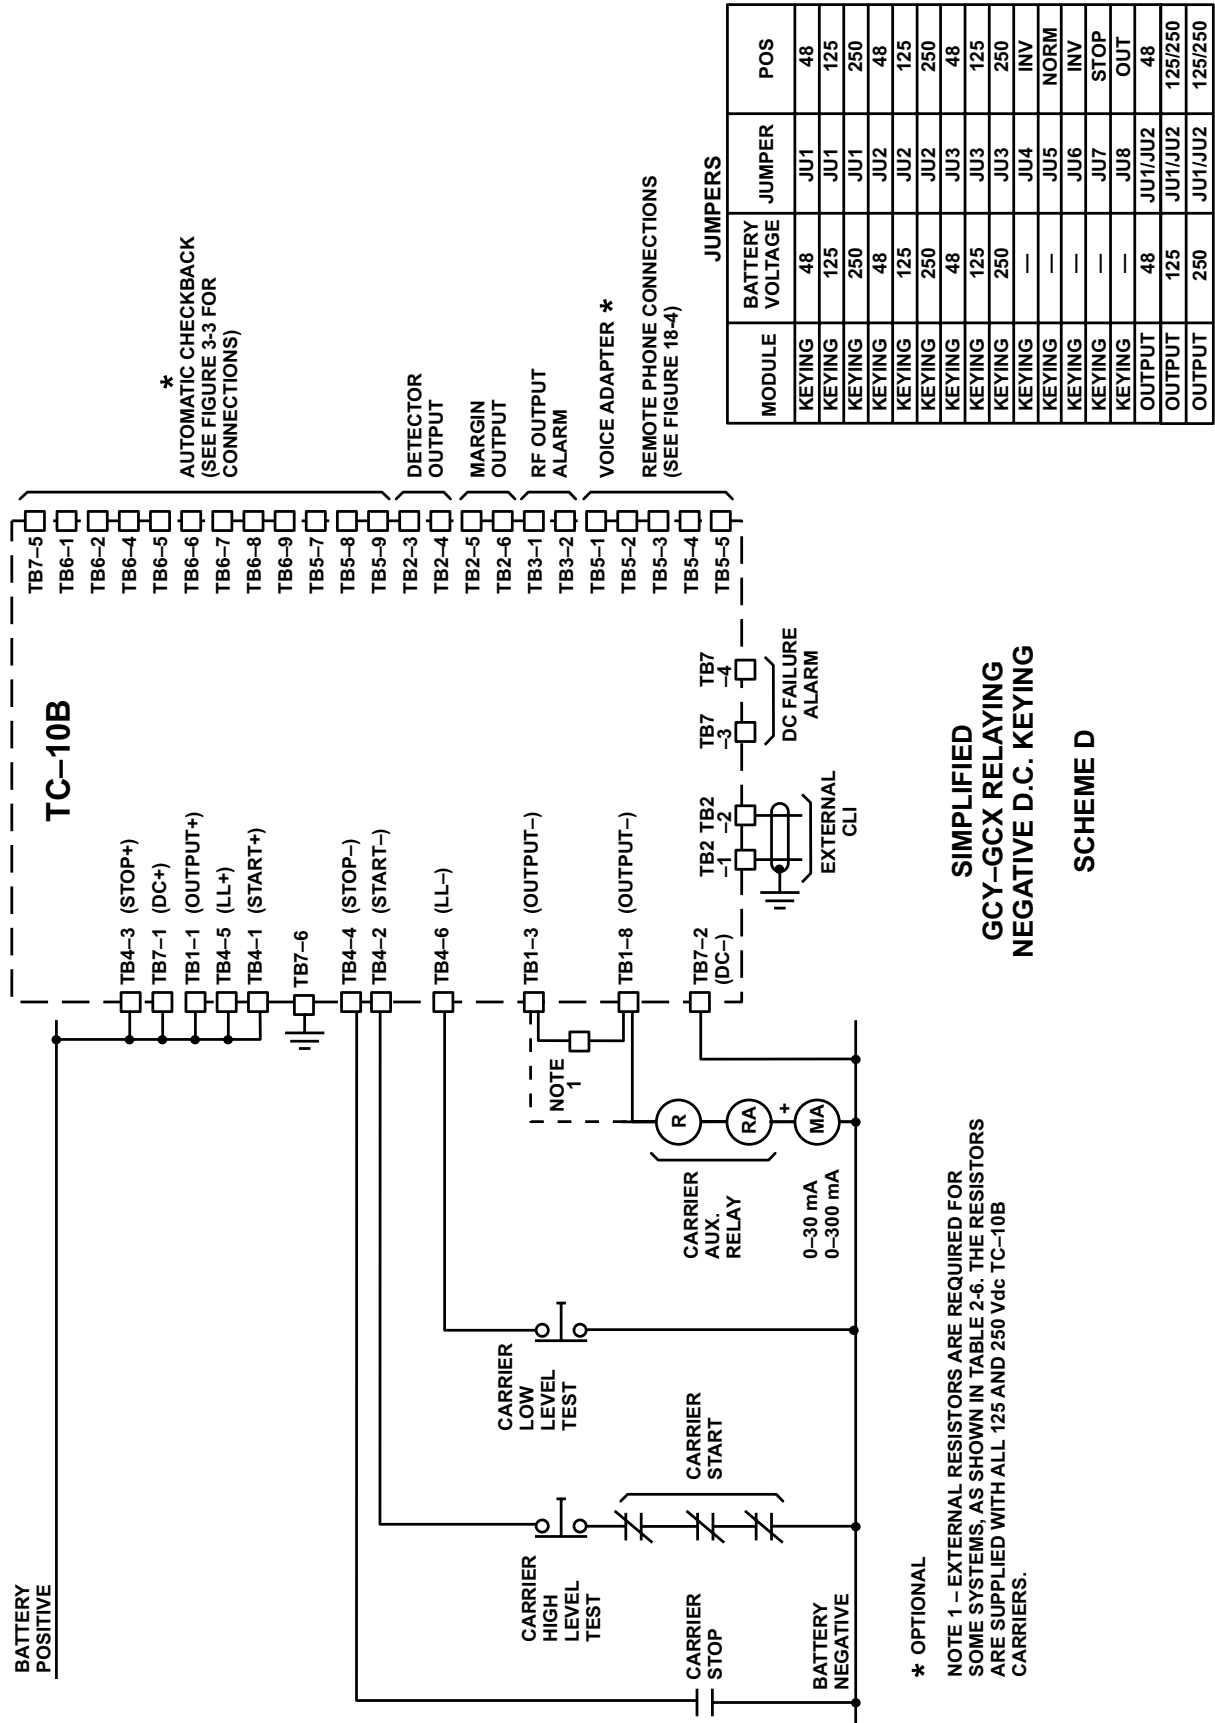 BATTERY
POSITIVE
TC–10B
TB4–3 (STOP+)
TB7–1 (DC+)
TB1–1 (OUTPUT+)
TB4–5 (LL+)
TB4–1 (START+)
TB7–6
TB4–4 (STOP–)
TB4–2 (START–)
TB4–6 (LL–)
TB1–3 (OUTPUT–)
TB1–8 (OUTPUT–)
TB7–2
(DC–)
TB7–5
TB6–1
TB6–2
TB6–4
TB6–5
TB6–6
TB6–7
TB6–8
TB6–9
TB5–7
TB5–8
TB5–9
TB2–3
TB2–4
TB2–5
TB2–6
TB3–1
TB3–2
TB5–1
TB5–2
TB5–3
TB5–4
TB5–5
*
AUTOMATIC CHECKBACK
(SEE FIGURE 3-3 FOR
CONNECTIONS)
DETECTOR
OUTPUT
MARGIN
OUTPUT
RF OUTPUT
ALARM
VOICE ADAPTER *
REMOTE PHONE CONNECTIONS
(SEE FIGURE 18-4)
TB2 TB2
–1 –2
EXTERNAL
CLI
TB7 TB7
–3 –4
DC FAILURE
ALARM
NOTE
1
CARRIER
HIGH
LEVEL
TEST
CARRIER
LOW
LEVEL
TEST
CARRIER
STOP
CARRIER
START
CARRIER
AUX.
RELAY
R
RA
+
MA
0–30 mA
0–300 mA
BATTERY
NEGATIVE
* OPTIONAL
NOTE 1 – EXTERNAL RESISTORS ARE REQUIRED FOR
SOME SYSTEMS, AS SHOWN IN TABLE 2-6. THE RESISTORS
ARE SUPPLIED WITH ALL 125 AND 250 Vdc TC–10B
CARRIERS.
SIMPLIFIED
GCY–GCX RELAYING
NEGATIVE D.C. KEYING
SCHEME D
JUMPERS
MODULE BATTERY VOLTAGE JUMPER POS
KEYING 48 JU1 48
KEYING 125 JU1 125
KEYING 250 JU1 250
KEYING 48 JU2 48
KEYING 125 JU2 125
KEYING 250 JU2 250
KEYING 48 JU3 48
KEYING 125 JU3 125
KEYING 250 JU3 250
KEYING — JU4 INV
KEYING — JU5 NORM
KEYING — JU6 INV
KEYING — JU7 STOP
KEYING — JU8 OUT
OUTPUT 48 JU1/JU2 48
OUTPUT 125 JU1/JU2 125/250
OUTPUT 250 JU1/JU2 125/250